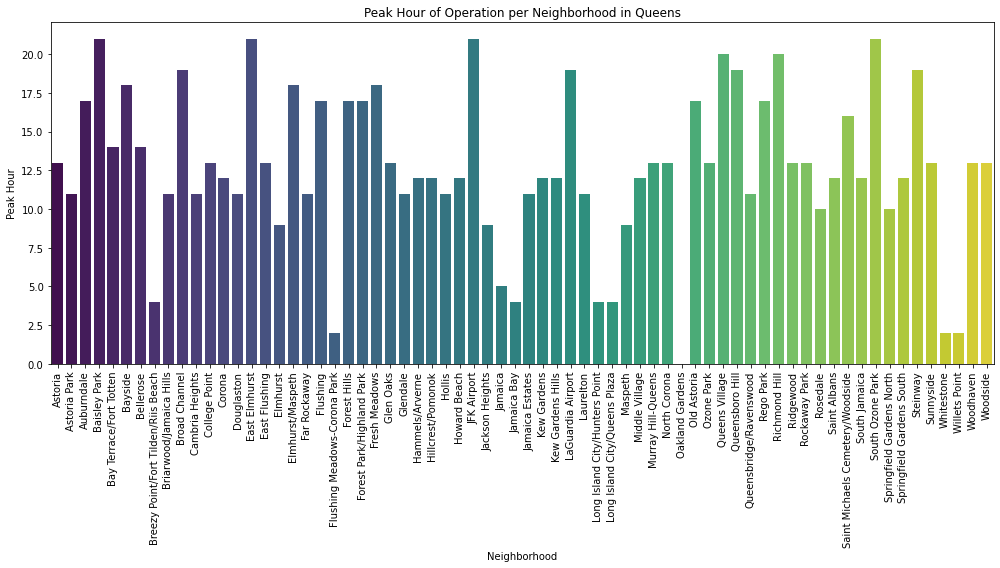 Peak Hour of Operation per Neighborhood in Queens
Peak Hour
20.0
17.5
15.0
12.5
10.0
7.5
5.0
2.5
0.0
Astoria
Astoria Park
Auburndale
Baisley Park
Bay Terrace/Fort Totten
Bayside
Bellerose
Breezy Point/Fort Tilden/Riis Beach
Briarwood/Jamaica Hills
Broad Channel
Cambria Heights
College Point
Corona
Douglaston
East Elmhurst
East Flushing
Elmhurst
Elmhurst/Maspeth
Far Rockaway
Flushing
Flushing Meadows-Corona Park
Forest Hills
Forest Park/Highland Park
Fresh Meadows
Glen Oaks
Glendale
Hammels/Arverne
Hillcrest/Pomonok
Hollis
Howard Beach
JFK Airport
Jackson Heights
Jamaica
Jamaica Bay
Jamaica Estates
Kew Gardens
Kew Gardens Hills
LaGuardia Airport
Laurelton
Long Island City/Hunters Point
Long Island City/Queens Plaza
Maspeth
Middle Village
Murray Hill-Queens
North Corona
Oakland Gardens
Old Astoria
Ozone Park
Queens Village
Queensboro Hill
Queensbridge/Ravenswood
Rego Park
Richmond Hill
Ridgewood
Rockaway Park
Rosedale
Saint Albans
Saint Michaels Cemetery/Woodside
South Jamaica
South Ozone Park
Springfield Gardens North
Springfield Gardens South
Steinway
Sunnyside
Whitestone
Willets Point
Woodhaven
Woodside
Neighborhood